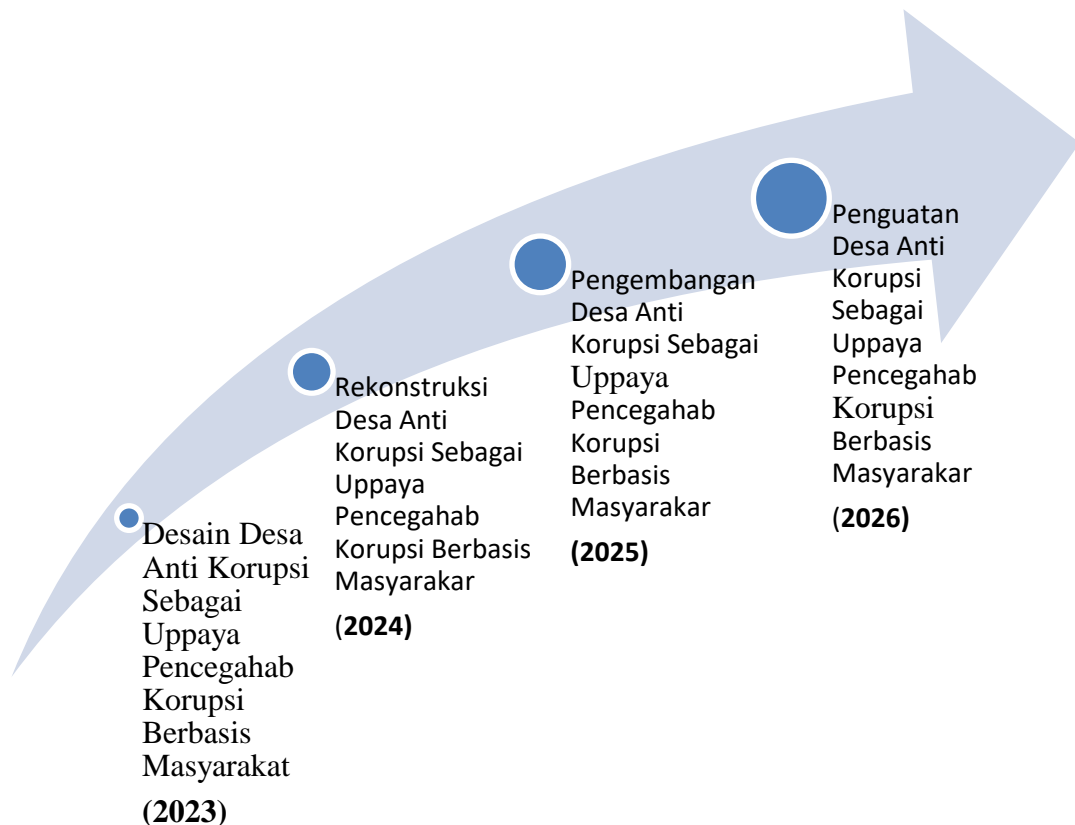 Desain Desa
Anti Korupsi
Sebagai
Uppaya
Pencegahab
Korupsi
Berbasis
Masyarakat
(2023)
Rekonstruksi
Desa Anti
Korupsi Sebagai
Uppaya
Pencegahab
Korupsi Berbasis
Masyarakar
(2024)
Pengembangan
Desa Anti
Korupsi Sebagai
Uppaya
Pencegahab
Korupsi
Berbasis
Masyarakar
(2025)
Penguatan
Desa Anti
Korupsi
Sebagai
Uppaya
Pencegahab
Korupsi
Berbasis
Masyarakar
(2026)